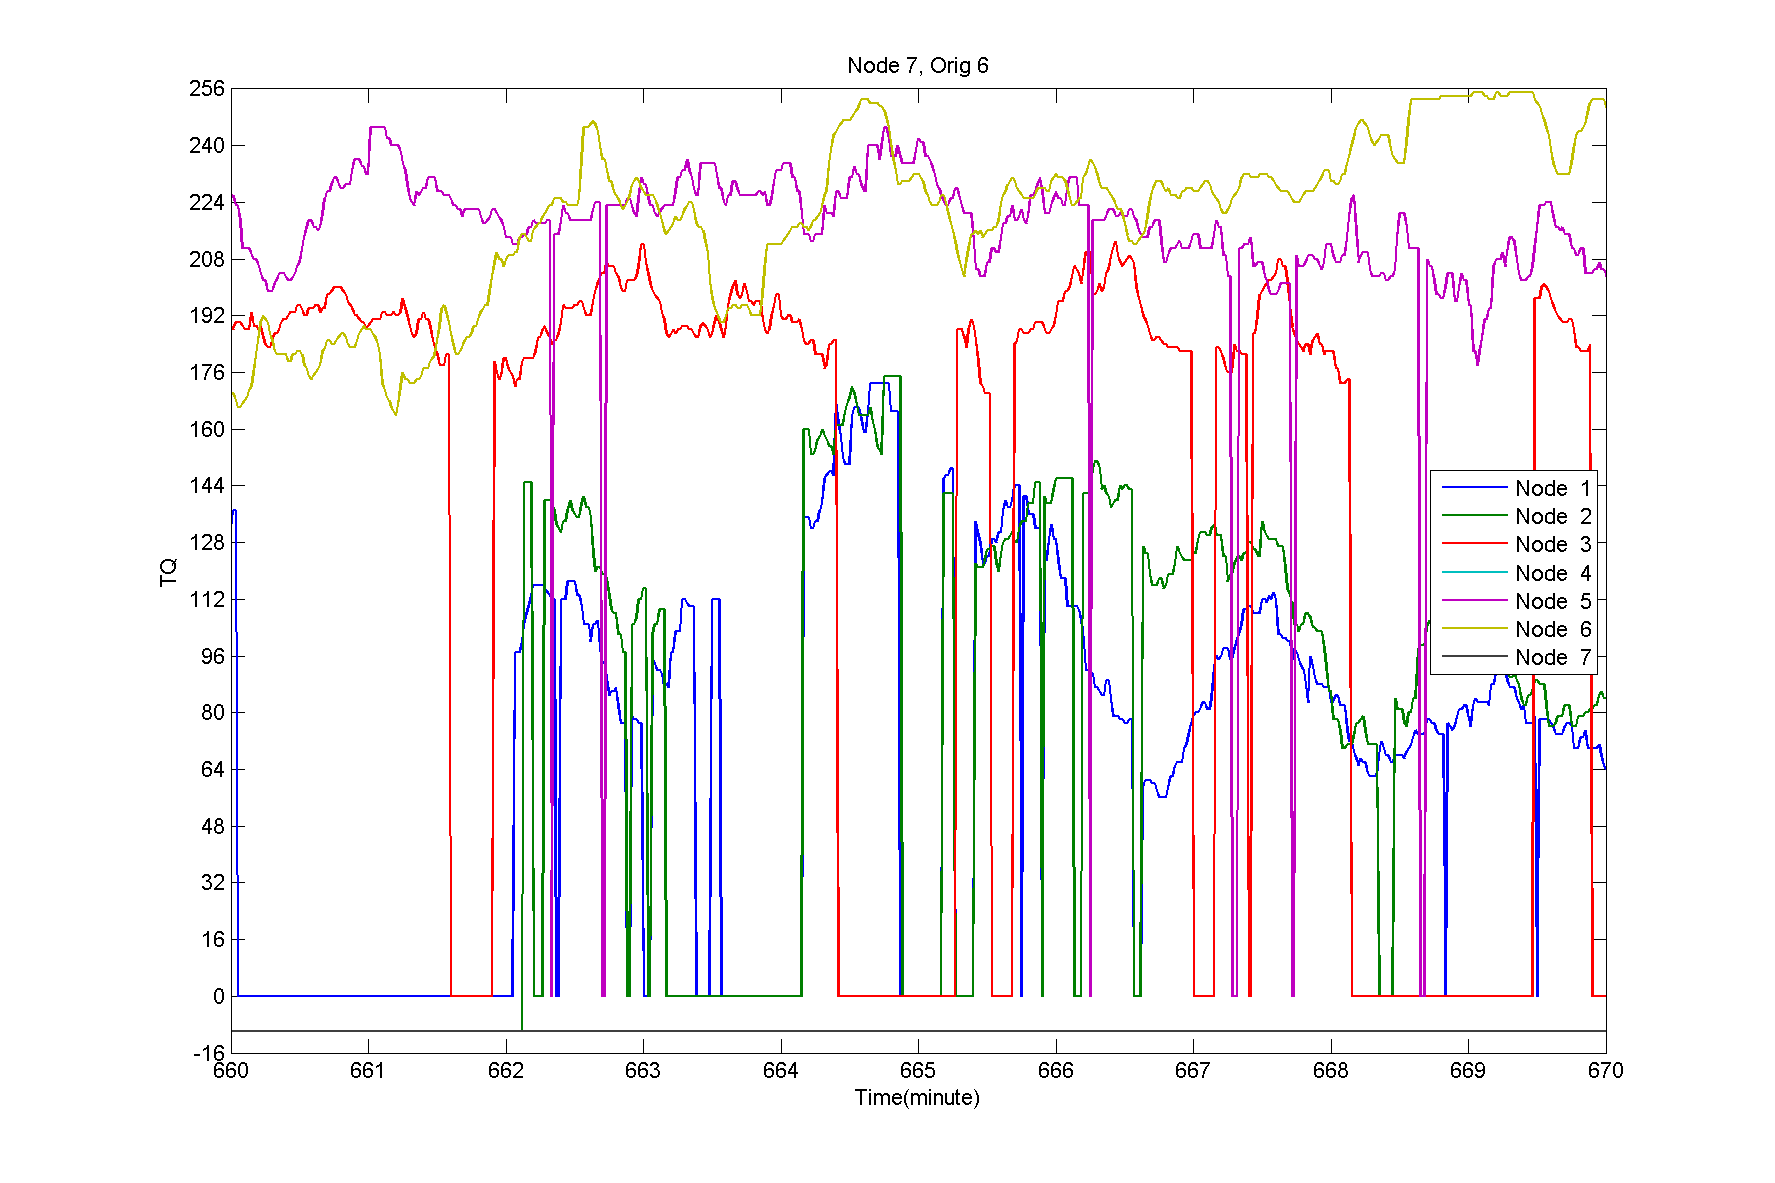 Node 7, Orig 6
256
240
224
208
192
176
160
144
128
112
96
80
64
48
32
16
0
-16
TQ
Node 1
Node 2
Node 3
Node 4
Node 5
Node 6
Node 7
660 661 662 663 664 665 666 667 668 669 670
Time(minute)